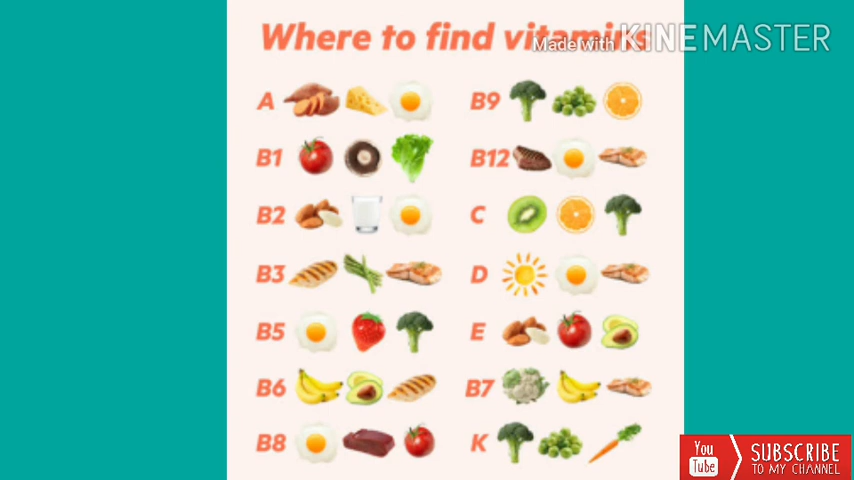 Where to find vitamins
Made with KINEMASTER
A
B1
B2
B3
B5
B6
B8
B9
B12
C
D
E
B7
K
You
Tube
SUBSCRIBE
TO MY CHANNEL